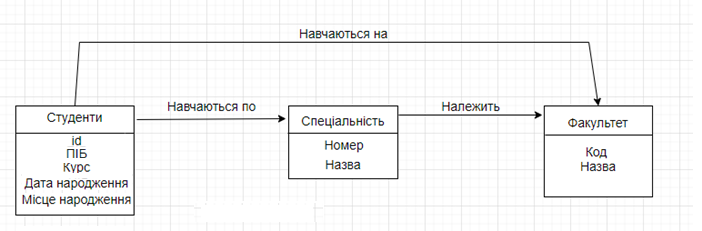 Навчаються на
Навчаються по
Належить
Студенти
id
ПІБ
Курс
Дата народження
Місце народження
Спеціальність
Номер
Назва
Факультет
Код
Назва